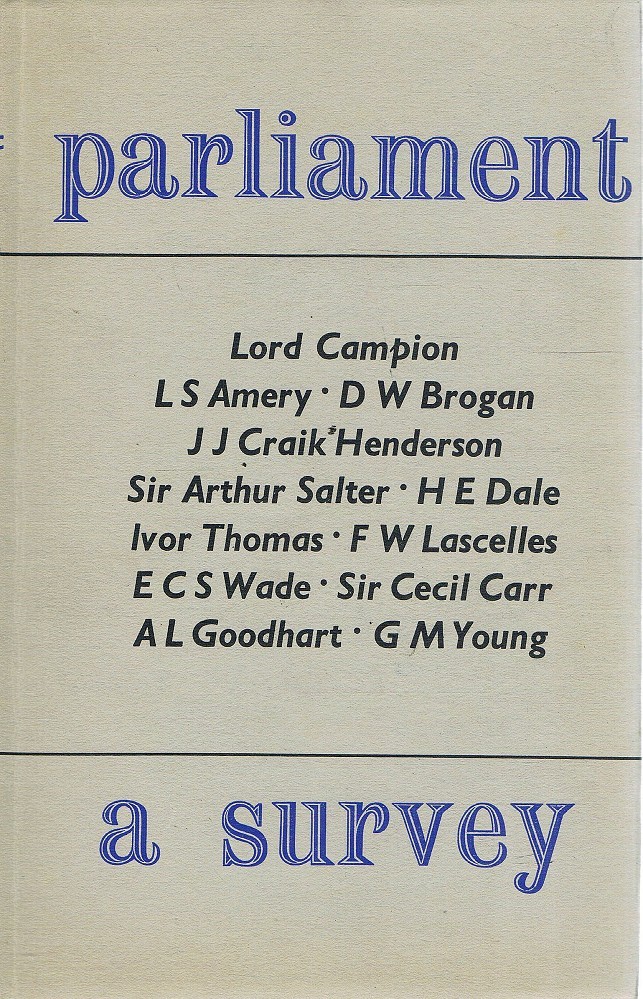 parliament
Lord Campion
L S Amery · D W Brogan
J J Craik Henderson
Sir Arthur Salter · H E Dale
Ivor Thomas · F W Lascelles
E C S Wade · Sir Cecil Carr
A L Goodhart · G M Young
a survey